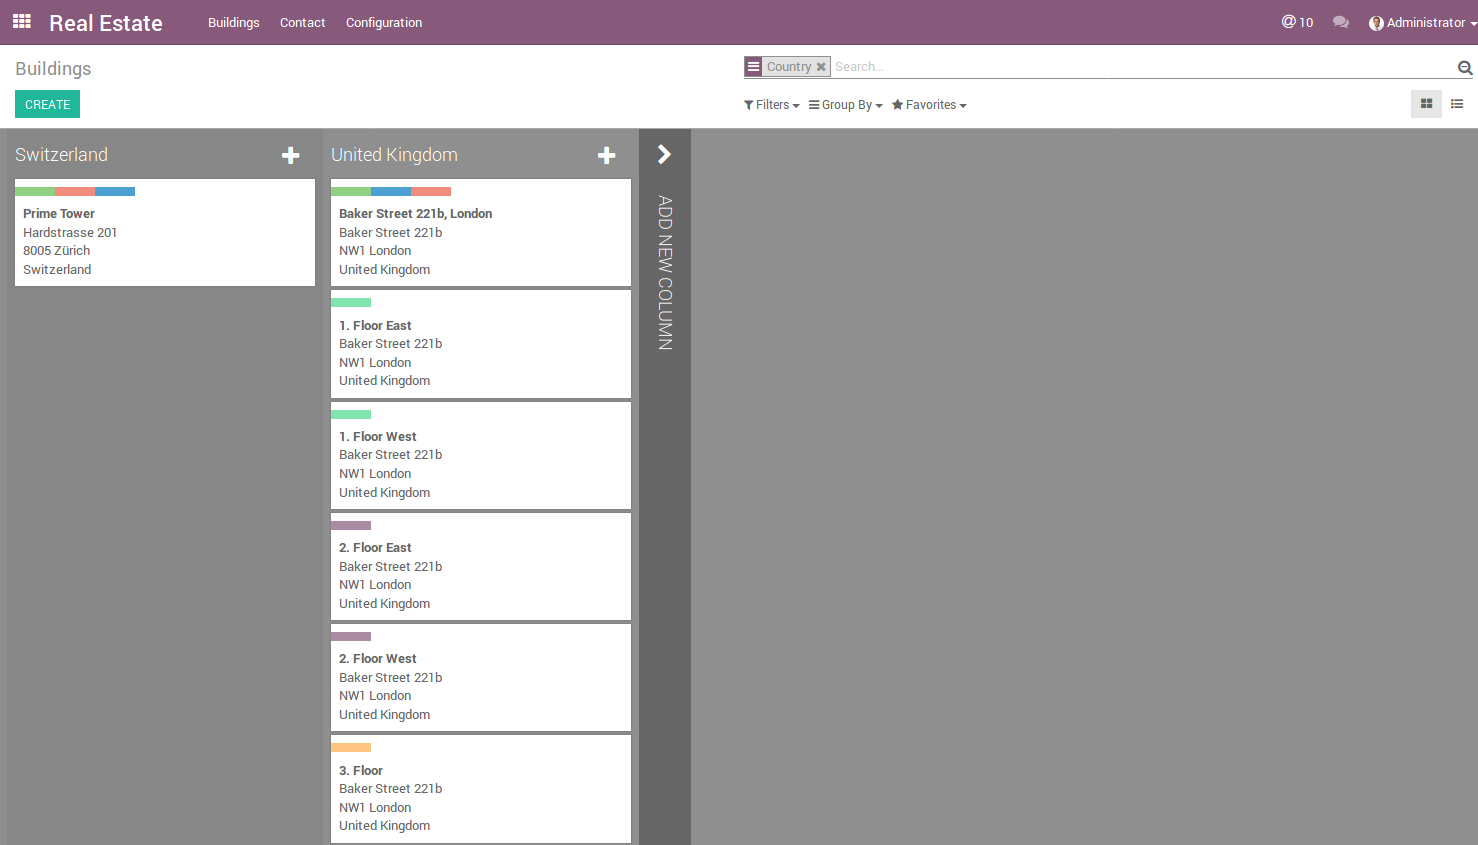 Real Estate
Buildings Contact Configuration
10 Administrator
Buildings
Country Search...
CREATE
Filters Group By Favorites
Switzerland
Prime Tower
Hardstrasse 201
8005 Zürich
Switzerland
United Kingdom
Baker Street 221b, London
Baker Street 221b
NW1 London
United Kingdom
1. Floor East
Baker Street 221b
NW1 London
United Kingdom
1. Floor West
Baker Street 221b
NW1 London
United Kingdom
2. Floor East
Baker Street 221b
NW1 London
United Kingdom
2. Floor West
Baker Street 221b
NW1 London
United Kingdom
3. Floor
Baker Street 221b
NW1 London
United Kingdom
ADD NEW COLUMN